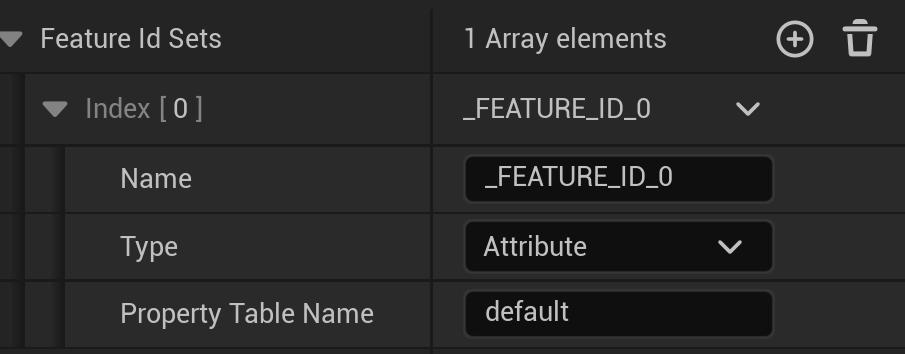 Feature Id Sets 1 Array elements
Index [ 0 ] _FEATURE_ID_0
Name _FEATURE_ID_0
Type Attribute
Property Table Name default